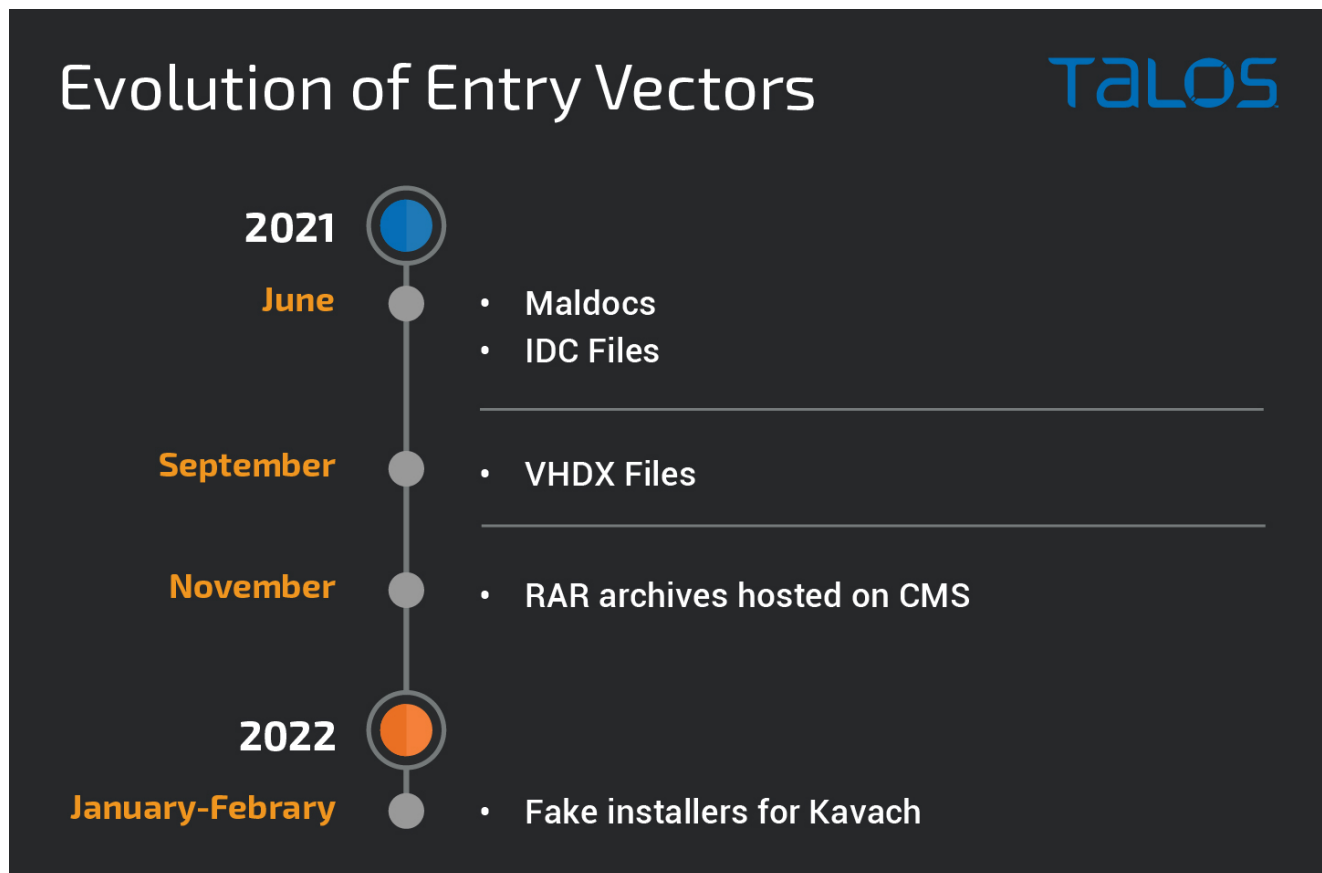 Evolution of Entry Vectors
TALOS
2021
June
• Maldocs
• IDC Files
September
• VHDX Files
November
• RAR archives hosted on CMS
2022
January-Febrary
• Fake installers for Kavach